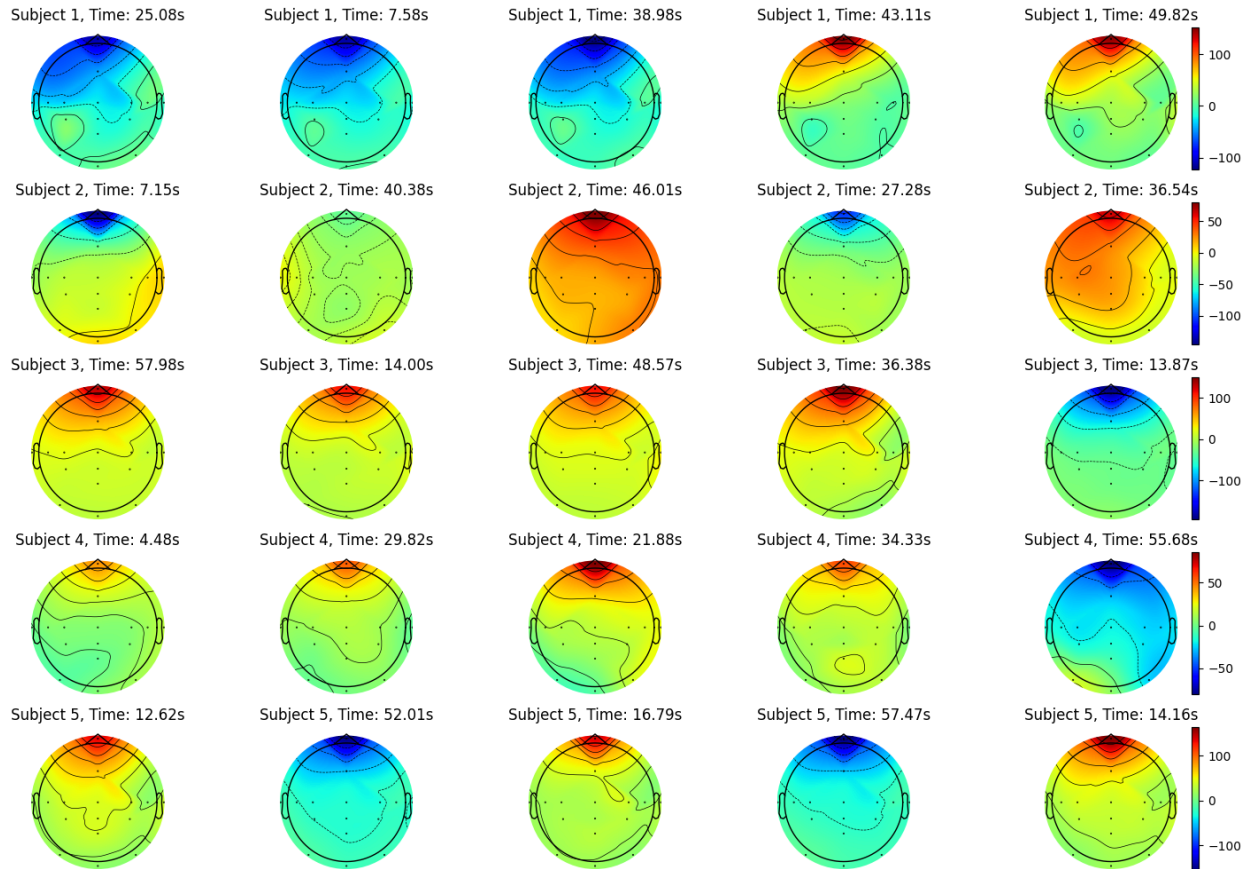 Subject 1, Time: 25.08s
Subject 1, Time: 7.58s
Subject 1, Time: 38.98s
Subject 1, Time: 43.11s
Subject 1, Time: 49.82s
100
0
−100
Subject 2, Time: 7.15s
Subject 2, Time: 40.38s
Subject 2, Time: 46.01s
Subject 2, Time: 27.28s
Subject 2, Time: 36.54s
50
0
−50
−100
Subject 3, Time: 57.98s
Subject 3, Time: 14.00s
Subject 3, Time: 48.57s
Subject 3, Time: 36.38s
Subject 3, Time: 13.87s
100
0
−100
Subject 4, Time: 4.48s
Subject 4, Time: 29.82s
Subject 4, Time: 21.88s
Subject 4, Time: 34.33s
Subject 4, Time: 55.68s
50
0
−50
Subject 5, Time: 12.62s
Subject 5, Time: 52.01s
Subject 5, Time: 16.79s
Subject 5, Time: 57.47s
Subject 5, Time: 14.16s
100
0
−100